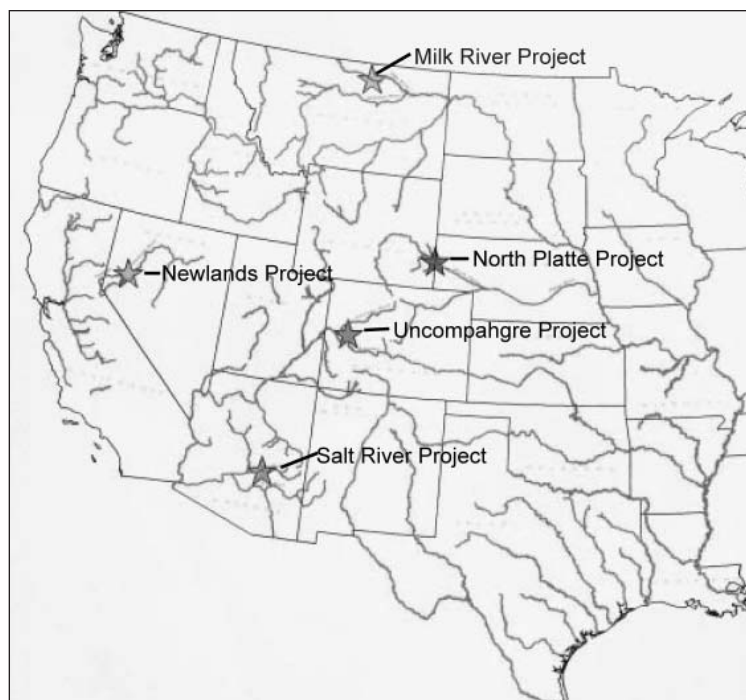 Milk River Project
North Platte Project
Newlands Project
Uncompahgre Project
Salt River Project